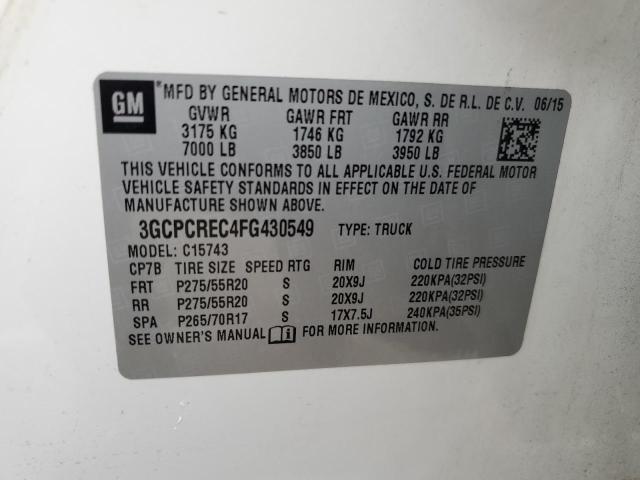 GM
*MFD BY GENERAL MOTORS DE MEXICO, S. DE R.L. DE C.V. 06/15
GVWR GAWR FRT GAWR RR
3175 KG 1746 KG 1792 KG
7000 LB 3850 LB 3950 LB
THIS VEHICLE CONFORMS TO ALL APPLICABLE U.S. FEDERAL MOTOR
VEHICLE SAFETY STANDARDS IN EFFECT ON THE DATE OF
MANUFACTURE SHOWN ABOVE.
3GCPCREC4FG430549 TYPE: TRUCK
MODEL: C15743
CP7B TIRE SIZE SPEED RTG RIM COLD TIRE PRESSURE
FRT P275/55R20 S 20X9J 220KPA(32PSI)
RR P275/55R20 S 20X9J 220KPA(32PSI)
SPA P265/70R17 S 17X7.5J 240KPA(35PSI)
SEE OWNER'S MANUAL FOR MORE INFORMATION.